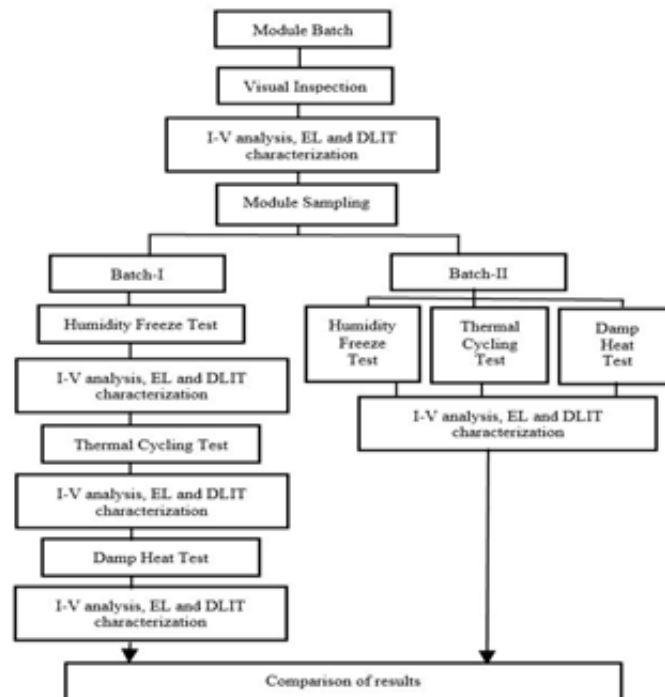 Module Batch
Visual Inspection
I-V analysis, EL and DLIT
characterization
Module Sampling
Batch-I
Humidity Freeze Test
I-V analysis, EL and DLIT
characterization
Thermal Cycling Test
I-V analysis, EL and DLIT
characterization
Damp Heat Test
I-V analysis, EL and DLIT
characterization
Batch-II
Humidity
Freeze
Test
Thermal
Cycling
Test
Damp
Heat
Test
I-V analysis, EL and DLIT
characterization
Comparison of results